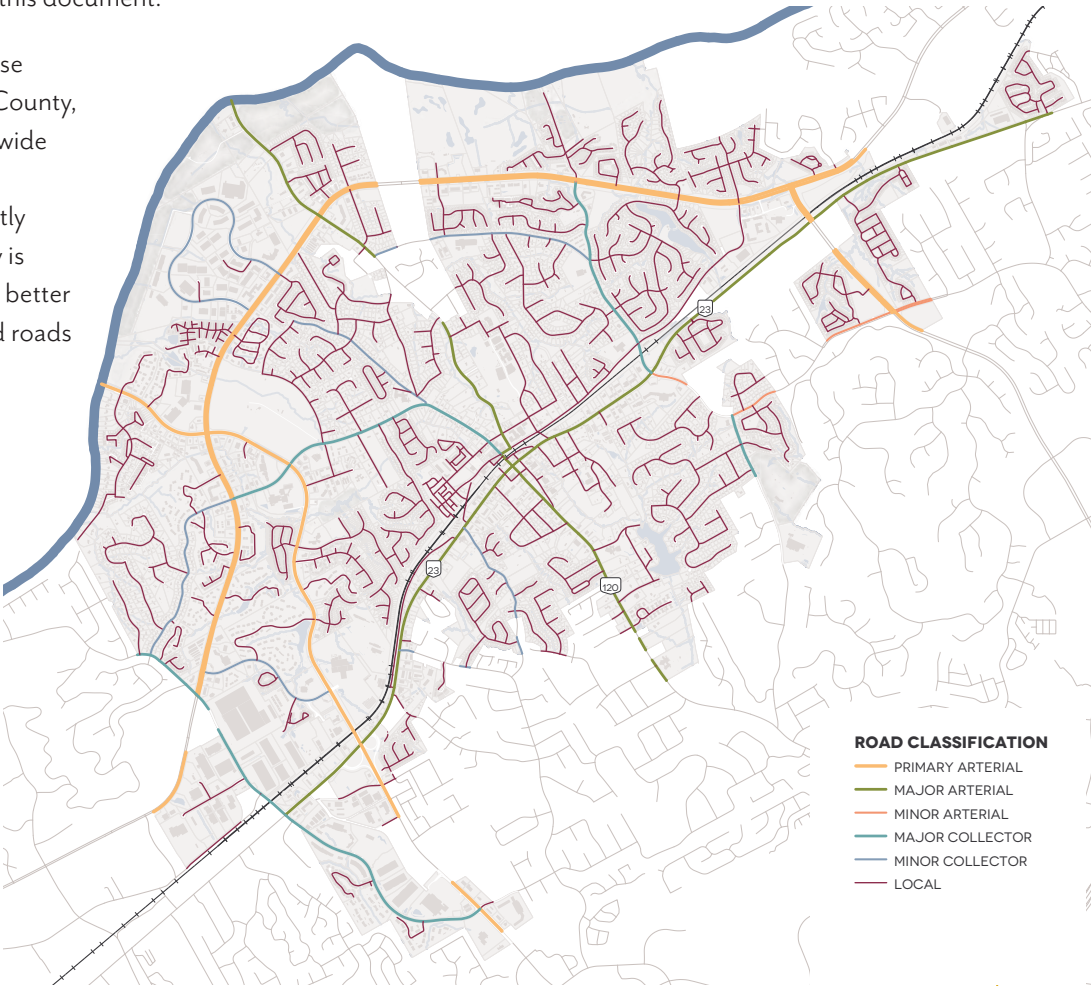 this document.
se
County,
wide
tly
is
better
d roads
23
23
120
ROAD CLASSIFICATION
PRIMARY ARTERIAL
MAJOR ARTERIAL
MINOR ARTERIAL
MAJOR COLLECTOR
MINOR COLLECTOR
LOCAL